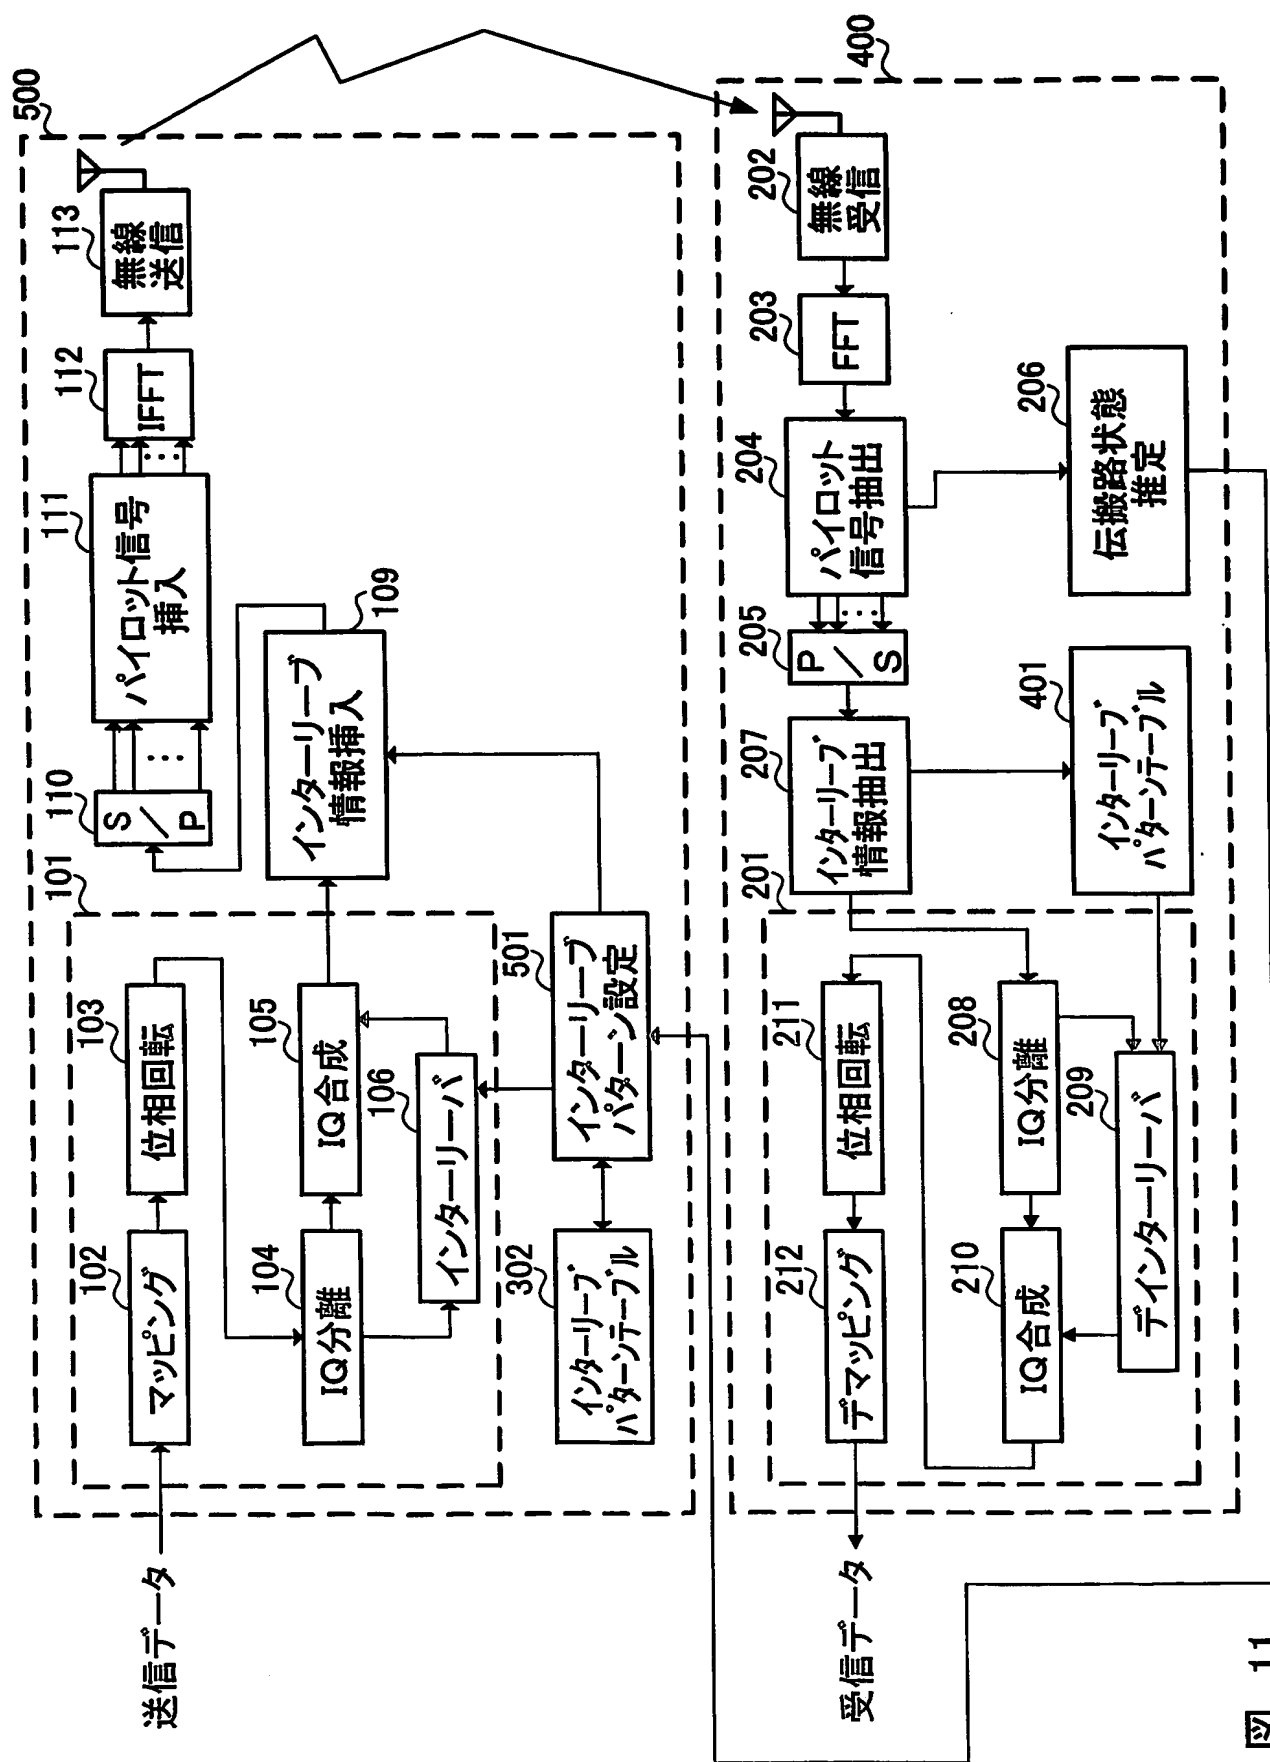 500
送信データ
101
102
マッピング
103
位相回転
104
IQ分離
105
IQ合成
106
インターリーバ
302
インターリーブ
パターンテーブル
501
インターリーブ
パターン設定
109
インターリーブ
情報挿入
110
S/P
111
パイロット信号
挿入
112
IFFT
113
無線
送信
400
202
無線
受信
203
FFT
204
パイロット
信号抽出
205
P/S
206
伝搬路状態
推定
207
インターリーブ
情報抽出
401
インターリーブ
パターンテーブル
201
208
IQ分離
209
デインターリーバ
210
IQ合成
211
位相回転
212
デマッピング
受信データ
図 11